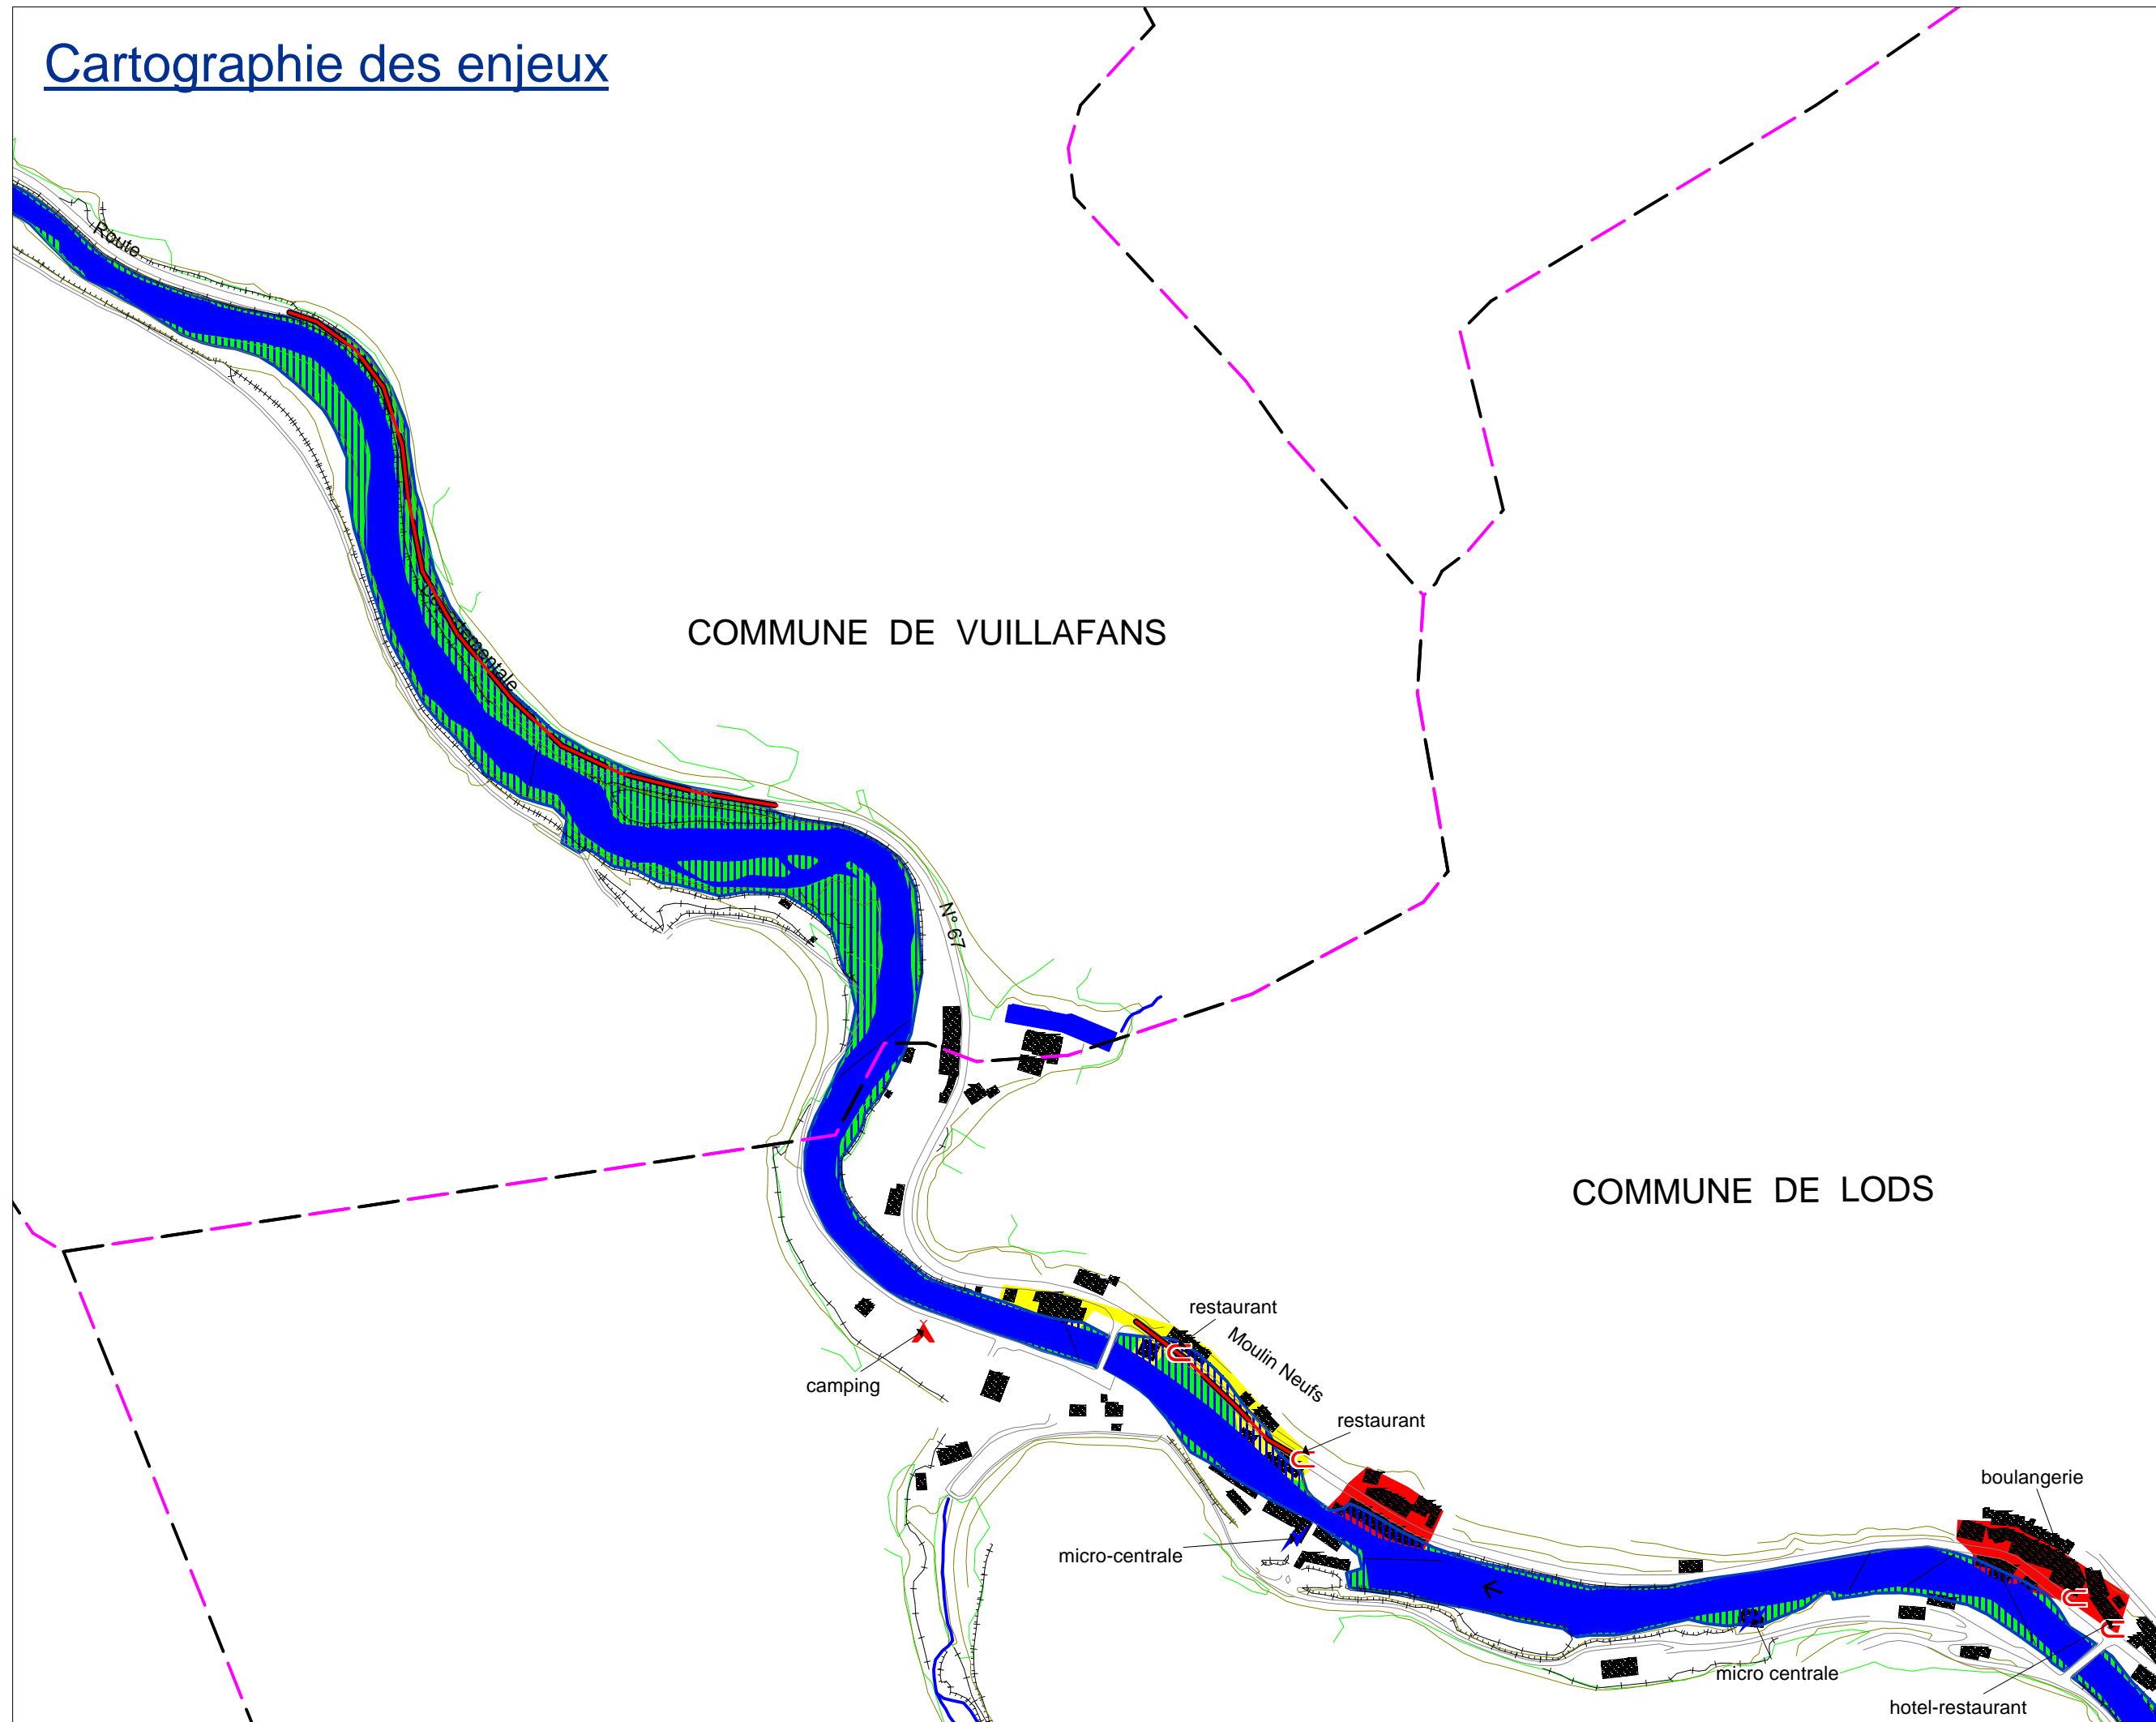 Cartographie des enjeux
Route
COMMUNE DE VUILLAFANS
N° 67
COMMUNE DE LODS
restaurant
Moulin Neufs
camping
restaurant
boulangerie
micro-centrale
micro centrale
hotel-restaurant